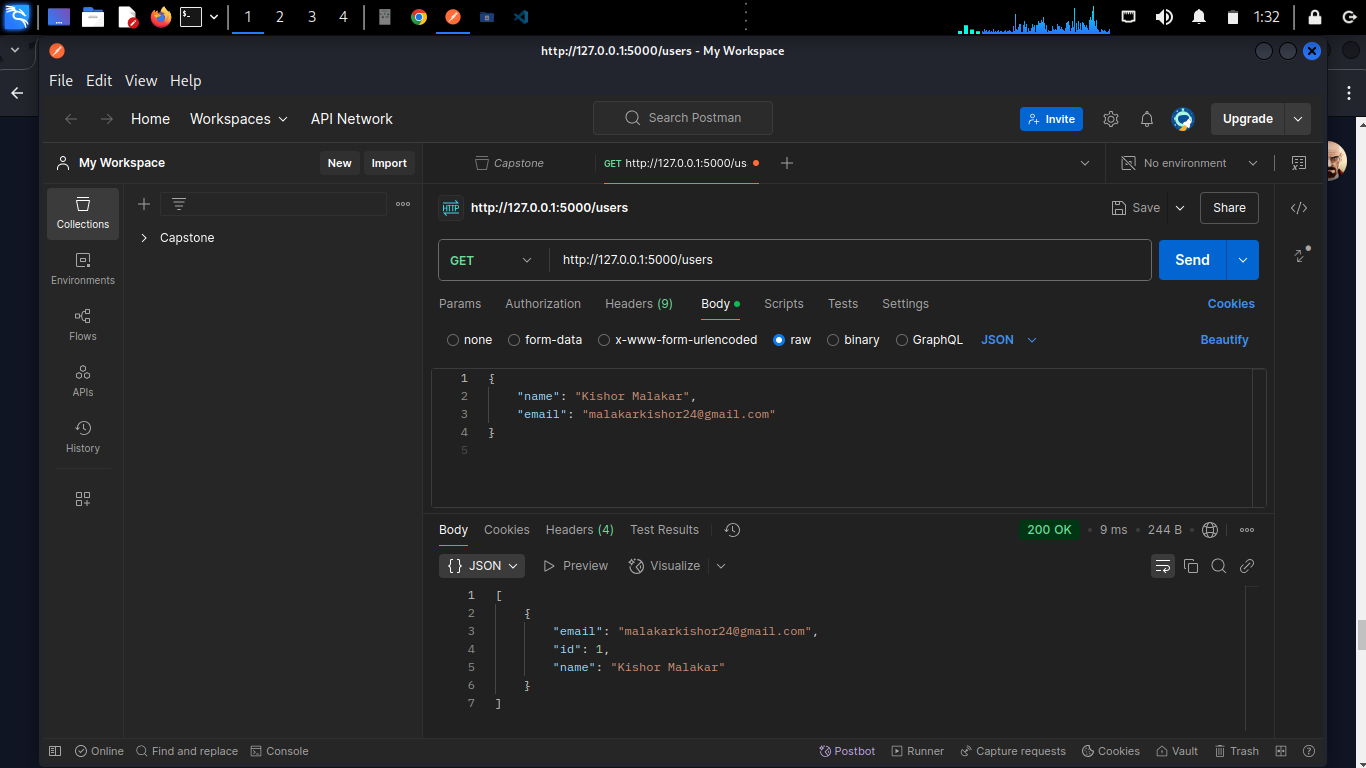 1 2 3 4 1:32
http://127.0.0.1:5000/users - My Workspace
File Edit View Help
Home Workspaces API Network Search Postman Invite Upgrade
My Workspace New Import Capstone GET http://127.0.0.1:5000/us No environment
Collections
Capstone
Environments
Flows
APIs
History
HTTP http://127.0.0.1:5000/users Save Share
GET http://127.0.0.1:5000/users Send
Params Authorization Headers (9) Body Scripts Tests Settings Cookies
none form-data x-www-form-urlencoded raw binary GraphQL JSON Beautify
1 {
2 "name": "Kishor Malakar",
3 "email": "malakarkishor24@gmail.com"
4 }
5
Body Cookies Headers (4) Test Results 200 OK • 9 ms • 244 B •
{} JSON Preview Visualize
1 [
2 {
3 "email": "malakarkishor24@gmail.com",
4 "id": 1,
5 "name": "Kishor Malakar"
6 }
7 ]
Online Find and replace Console Postbot Runner Capture requests Cookies Vault Trash